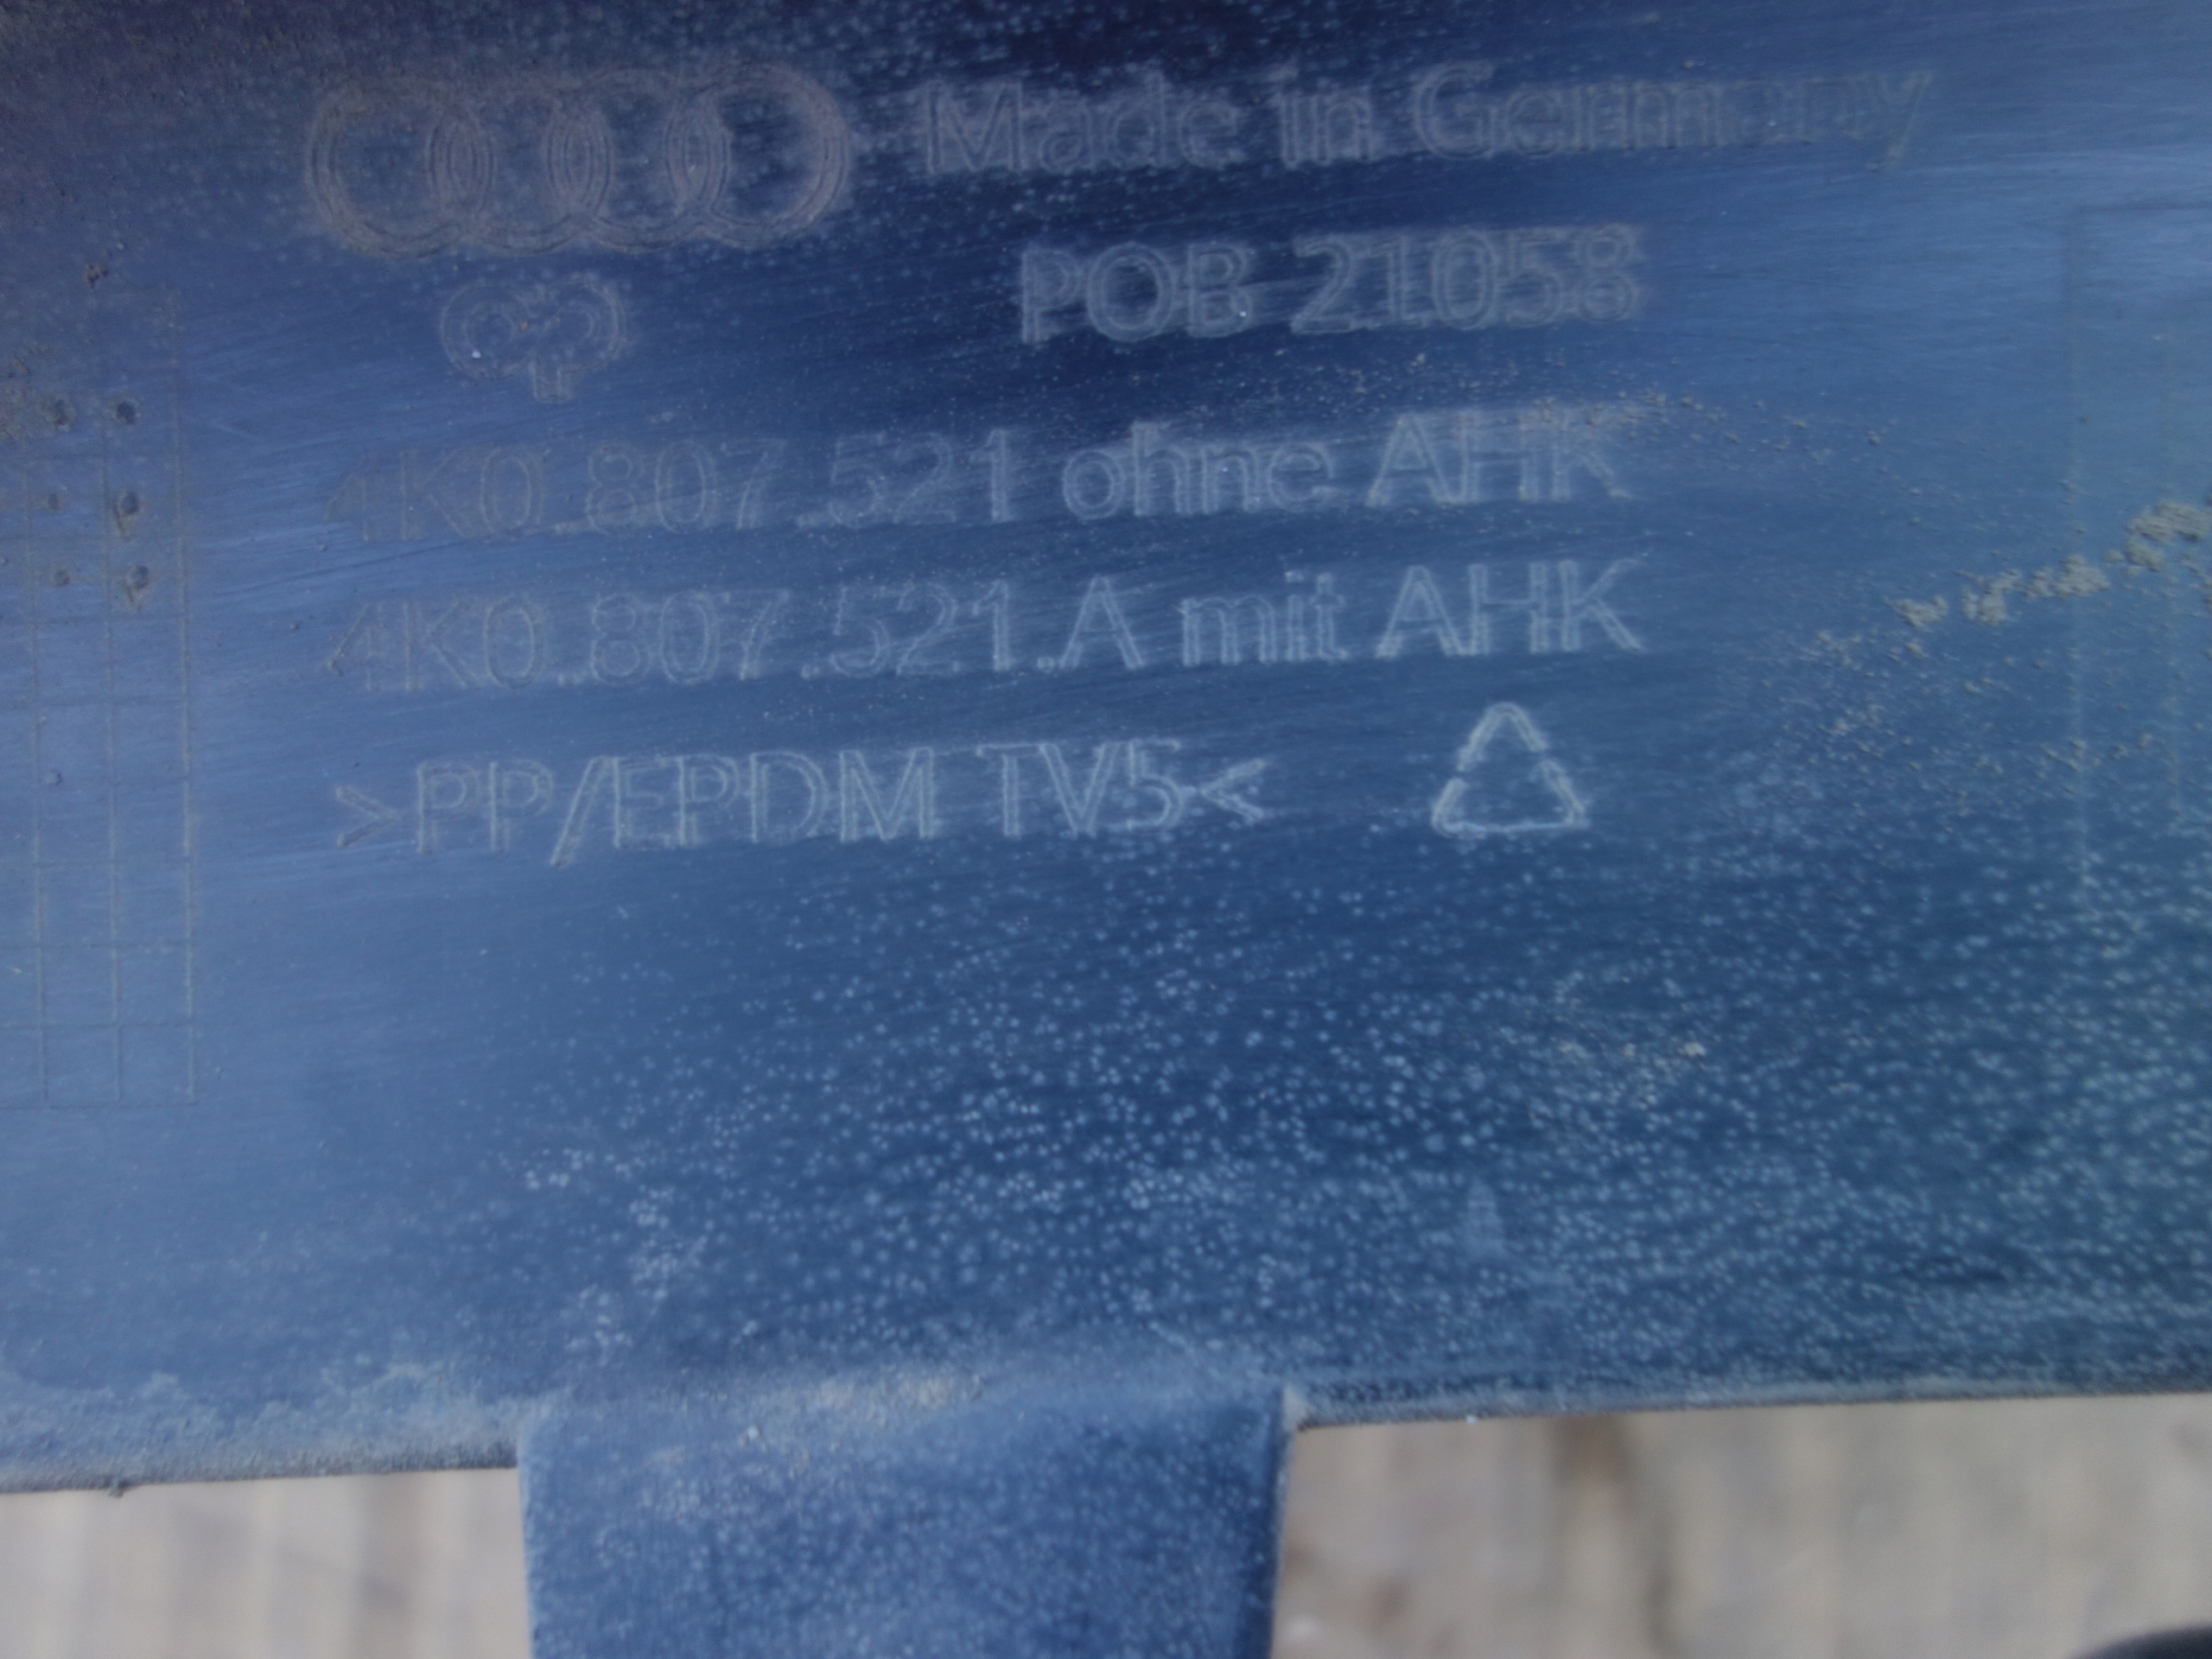 Made in Germany
POB 21058
4K0.807.521 ohne AHK
4K0.807.521.A mit AHK
>PP/EPDM TV5<